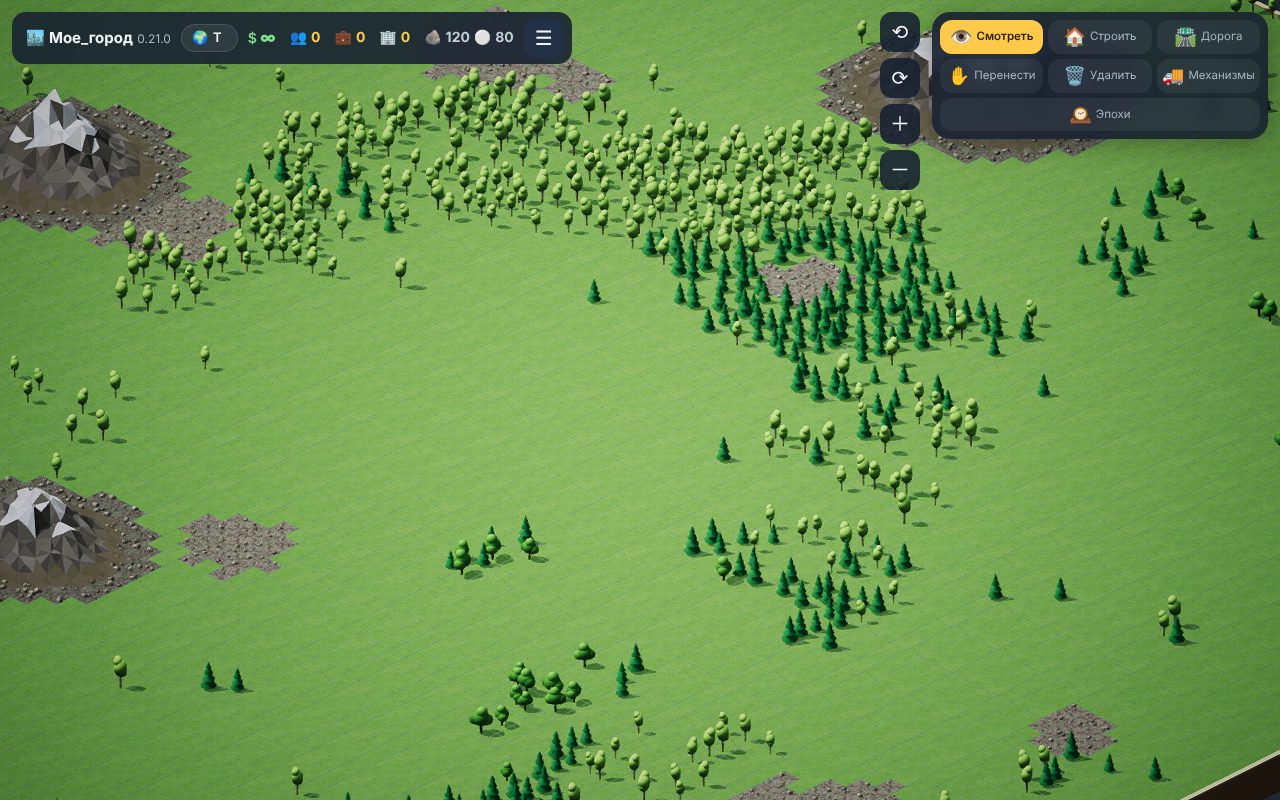 Мое_город 0.21.0 T $ ∞ 0 0 0 120 80
Смотреть Строить Дорога
Перенести Удалить Механизмы
Эпохи